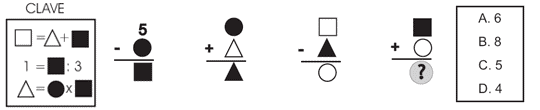 CLAVE
□ =△+■
1 = ■ : 3
△= ● x ■
5
- ●
■
●
+ △
▲
□
- ▲
○
■
+ ○
?
A. 6
B. 8
C. 5
D. 4